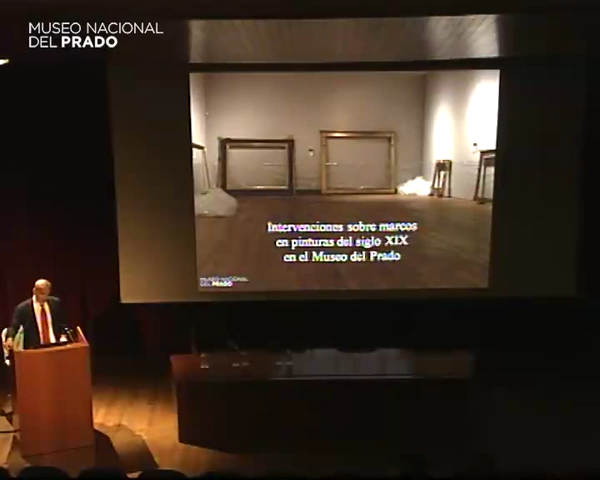 MUSEO NACIONAL
DEL PRADO
Intervenciones sobre marcos
en pinturas del siglo XIX
en el Museo del Prado
MUSEO NACIONAL
DEL PRADO